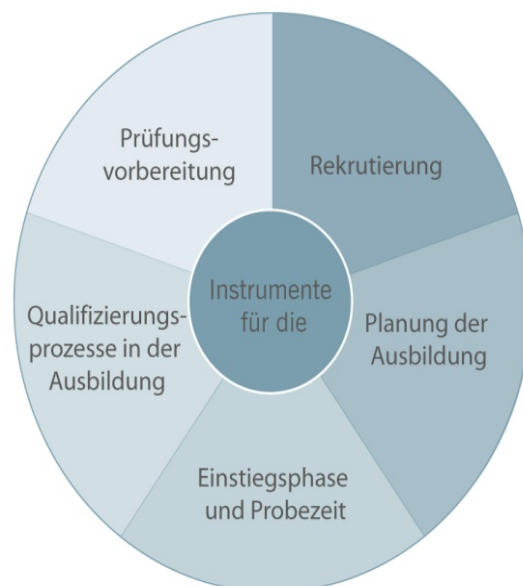 Prüfungs-
vorbereitung
Rekrutierung
Instrumente
für die
Qualifizierungs-
prozesse in der
Ausbildung
Planung der
Ausbildung
Einstiegsphase
und Probezeit